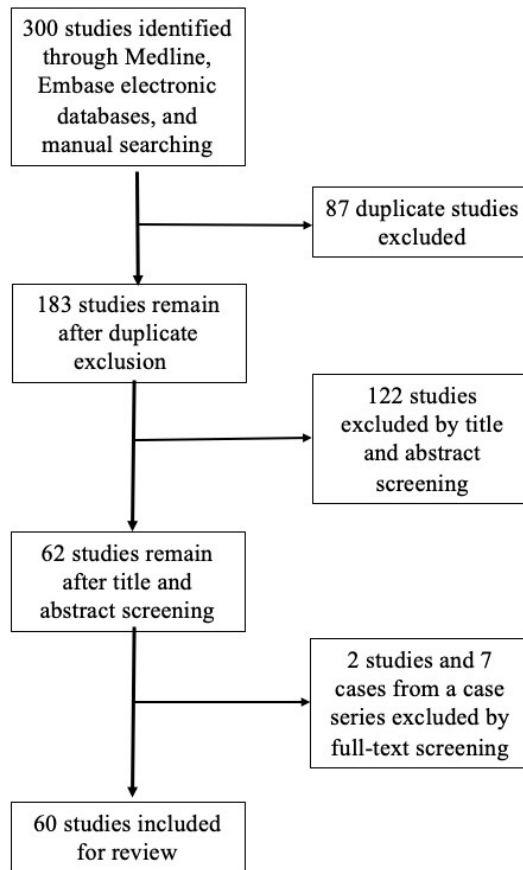 300 studies identified
through Medline,
Embase electronic
databases, and
manual searching
87 duplicate studies
excluded
183 studies remain
after duplicate
exclusion
122 studies
excluded by title
and abstract
screening
62 studies remain
after title and
abstract screening
2 studies and 7
cases from a case
series excluded by
full-text screening
60 studies included
for review